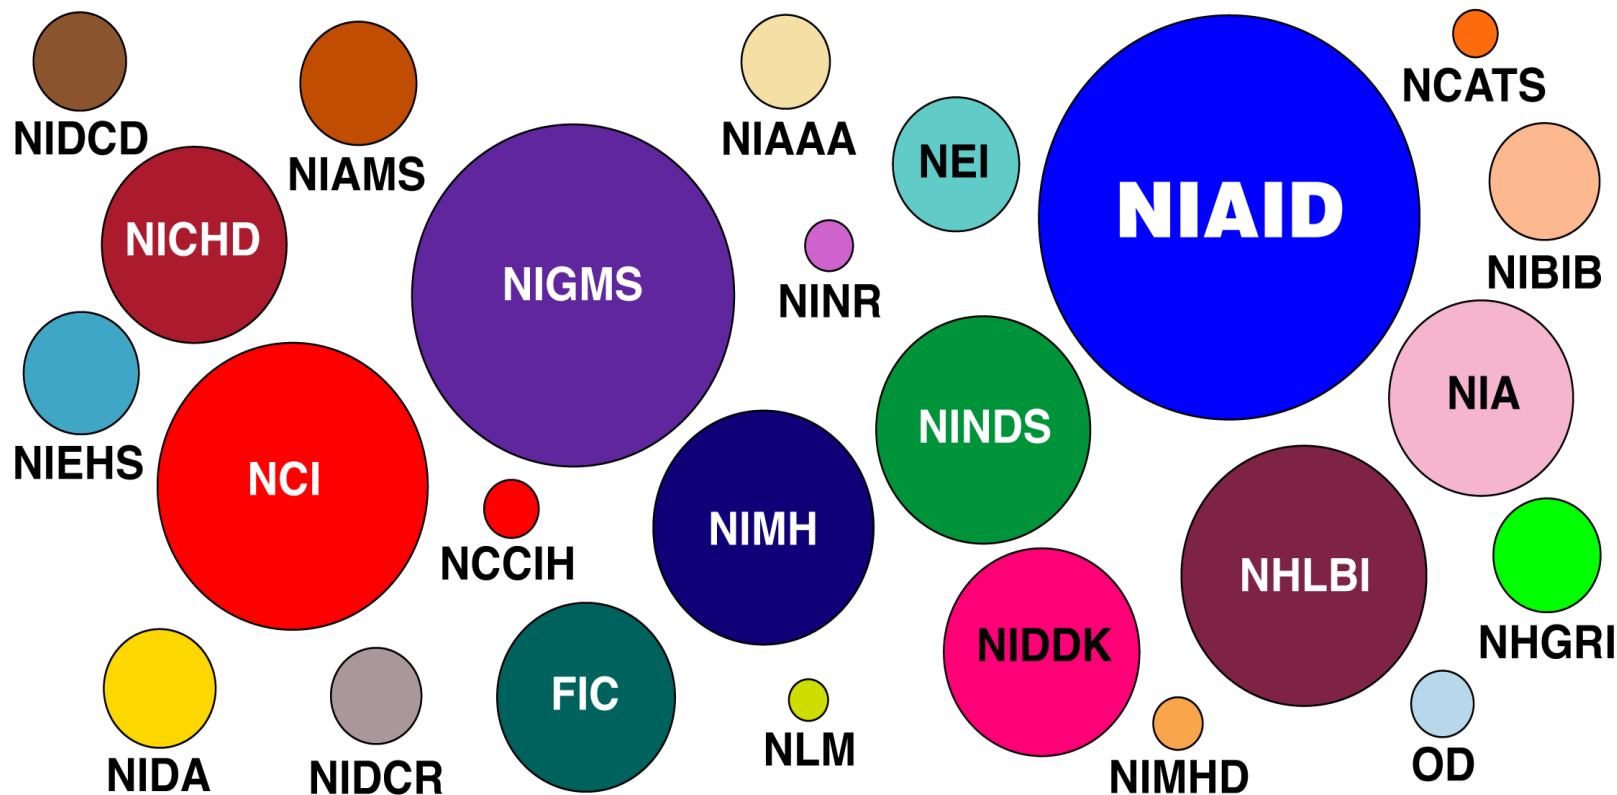 NCATS
NIDCD
NIAAA
NIAMS
NEI
NIAID
NICHD
NIBIB
NIGMS
NINR
NIA
NINDS
NIEHS
NCI
NIMH
NCCIH
NHLBI
NHGRI
NIDDK
FIC
NLM
OD
NIDA
NIDCR
NIMHD